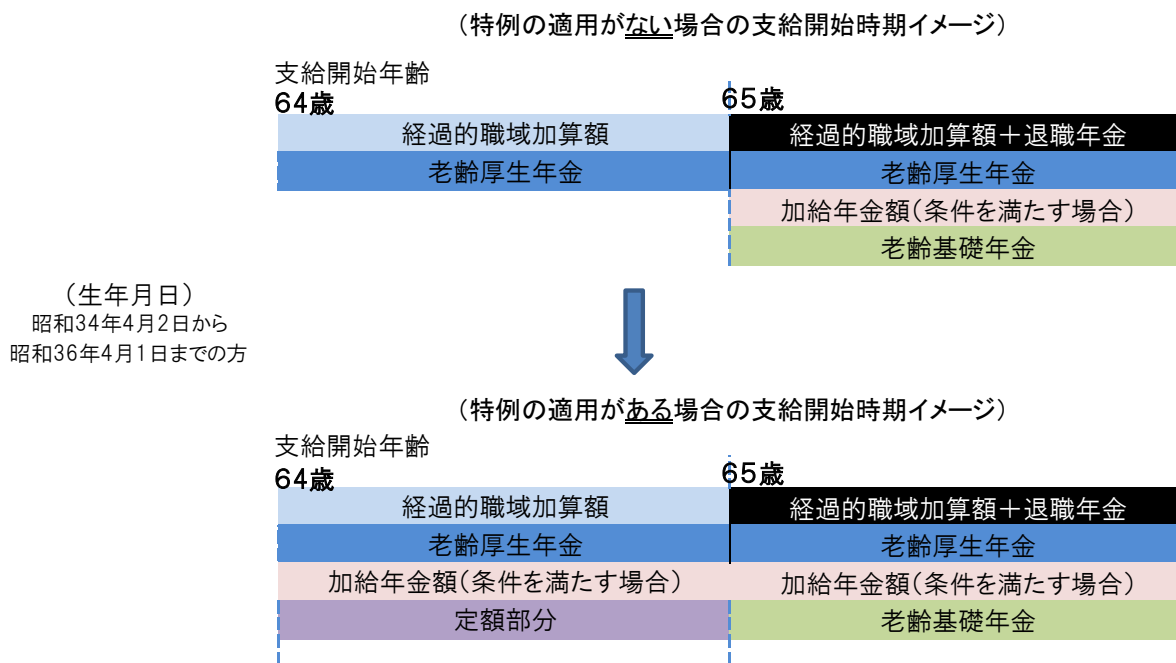 （特例の適用がない場合の支給開始時期イメージ）
支給開始年齢
64歳
65歳
経過的職域加算額
経過的職域加算額＋退職年金
老齢厚生年金
老齢厚生年金
加給年金額（条件を満たす場合）
老齢基礎年金
（生年月日）
昭和34年4月2日から
昭和36年4月1日までの方
（特例の適用がある場合の支給開始時期イメージ）
支給開始年齢
64歳
65歳
経過的職域加算額
経過的職域加算額＋退職年金
老齢厚生年金
老齢厚生年金
加給年金額（条件を満たす場合）
加給年金額（条件を満たす場合）
定額部分
老齢基礎年金